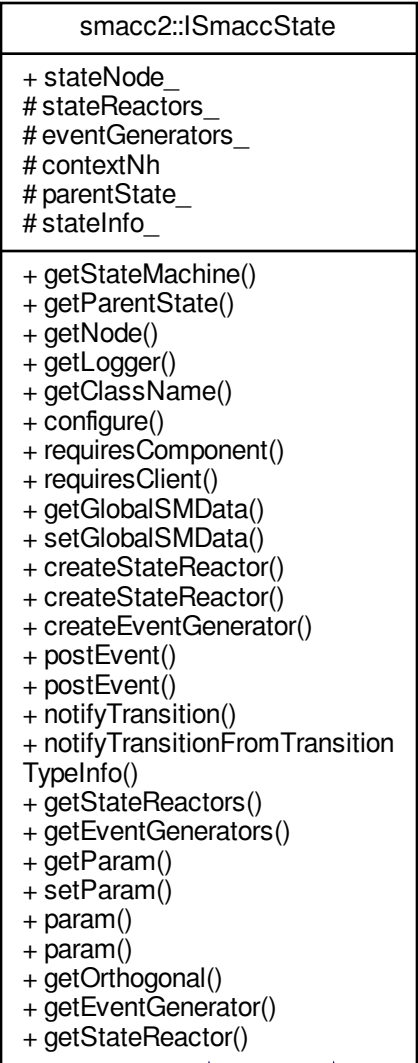 smacc2::ISmaccState
+ stateNode_
# stateReactors_
# eventGenerators_
# contextNh
# parentState_
# stateInfo_
+ getStateMachine()
+ getParentState()
+ getNode()
+ getLogger()
+ getClassName()
+ configure()
+ requiresComponent()
+ requiresClient()
+ getGlobalSMData()
+ setGlobalSMData()
+ createStateReactor()
+ createStateReactor()
+ createEventGenerator()
+ postEvent()
+ postEvent()
+ notifyTransition()
+ notifyTransitionFromTransition
TypeInfo()
+ getStateReactors()
+ getEventGenerators()
+ getParam()
+ setParam()
+ param()
+ param()
+ getOrthogonal()
+ getEventGenerator()
+ getStateReactor()